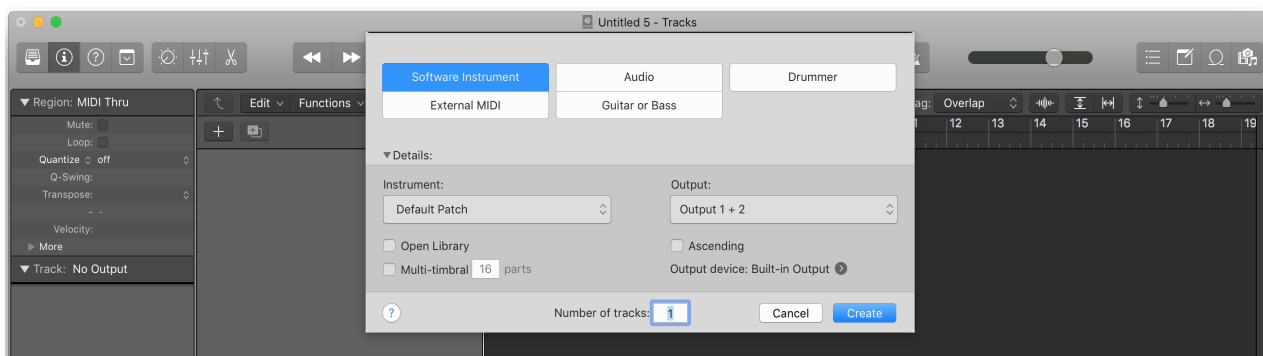 Untitled 5 - Tracks
Software Instrument
Audio
Drummer
External MIDI
Guitar or Bass
Region: MIDI Thru
Edit
Functions
Overlap
12 13 14 15 16 17 18 19
Mute:
Loop:
Quantize off
Q-Swing:
Transpose:
- -
Velocity:
More
Track: No Output
Details:
Instrument:
Output:
Default Patch
Output 1 + 2
Open Library
Ascending
Multi-timbral 16 parts
Output device: Built-in Output
?
Number of tracks: 1
Cancel
Create